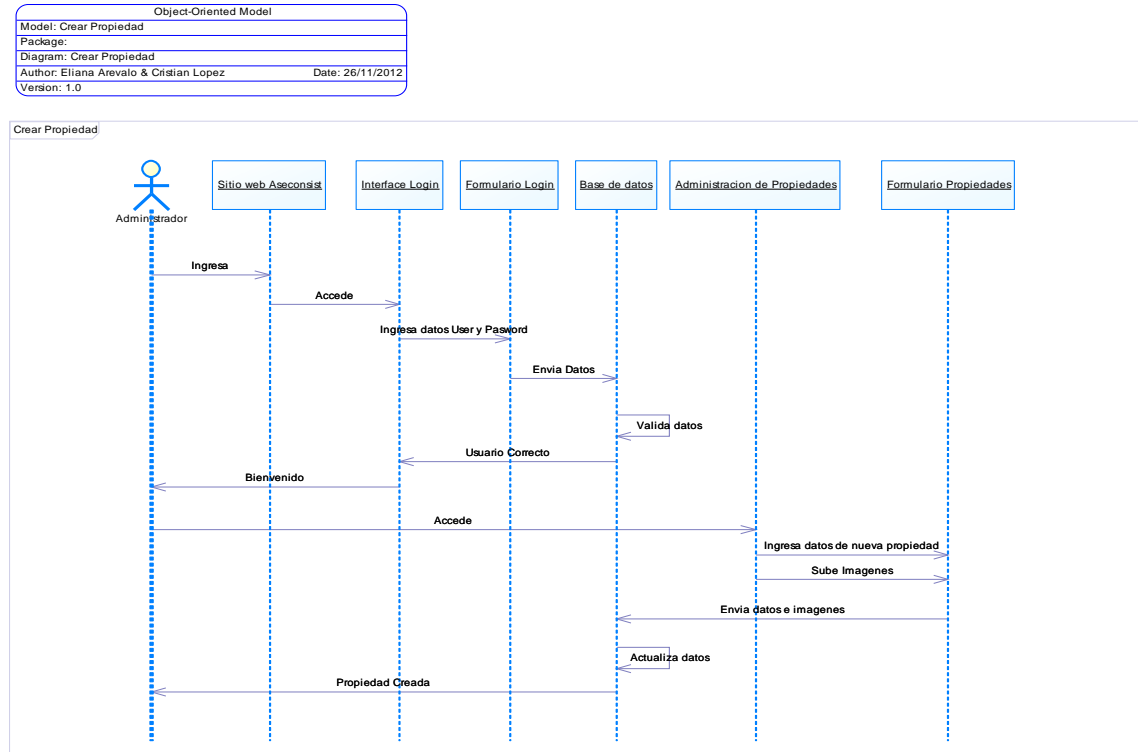 Object-Oriented Model
Model: Crear Propiedad
Package:
Diagram: Crear Propiedad
Author: Eliana Arevalo & Cristian Lopez Date: 26/11/2012
Version: 1.0
Crear Propiedad
Administrador
Sitio web Aseconsist
Interface Login
Formulario Login
Base de datos
Administracion de Propiedades
Formulario Propiedades
Ingresa
Accede
Ingresa datos User y Pasword
Envia Datos
Valida datos
Usuario Correcto
Bienvenido
Accede
Ingresa datos de nueva propiedad
Sube Imagenes
Envia datos e imagenes
Actualiza datos
Propiedad Creada